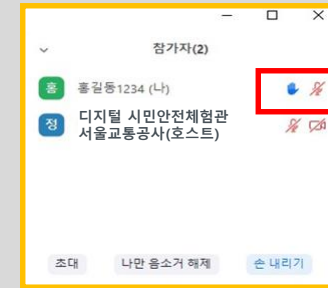 참가자(2)
홍 홍길동1234 (나)
정 디지털 시민안전체험관
서울교통공사(호스트)
초대 나만 음소거 해제 손 내리기